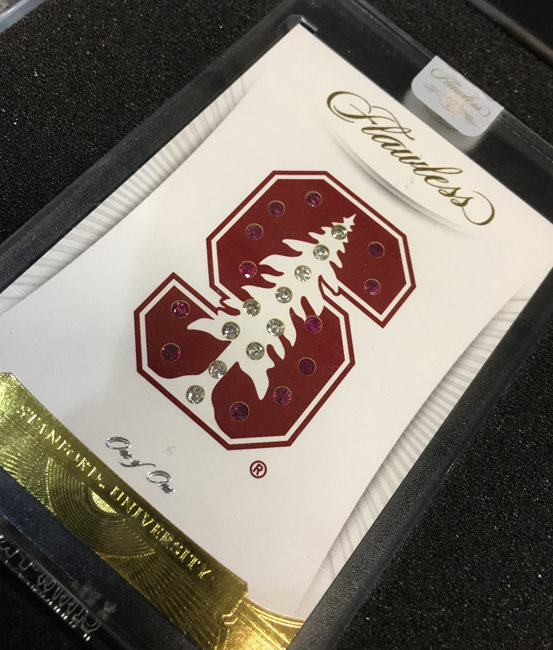 Flawless
Flawless
®
One of One
STANFORD UNIVERSITY